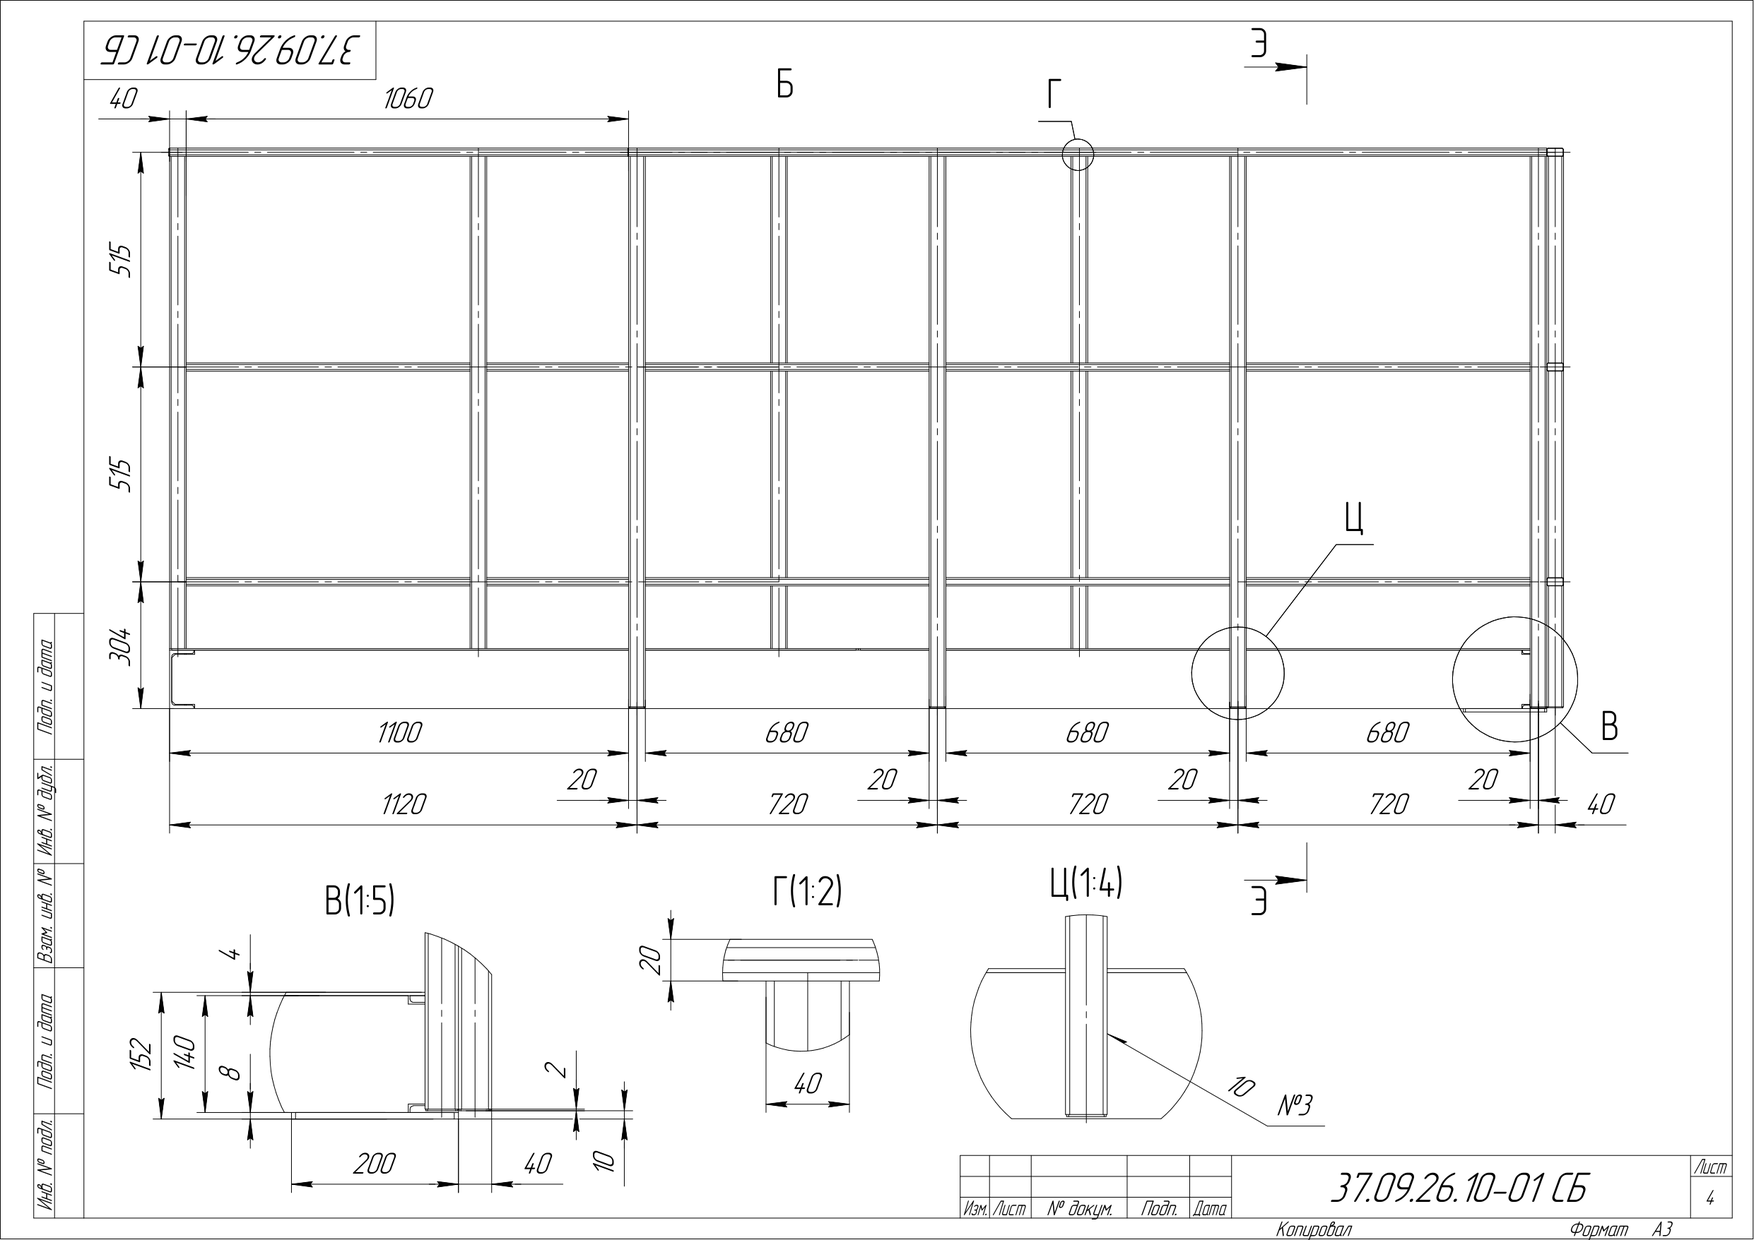 37.09.26.10-01 СБ
Э
Б
Г
40
1060
515
515
304
Ц
В
1100
680
680
680
20
20
20
20
1120
720
720
720
40
Э
В(1:5)
Г(1:2)
Ц(1:4)
4
152
140
8
2
10
200
40
20
40
10
№3
Подп. и дата
Инв. № дубл.
Взам. инв. №
Подп. и дата
Инв. № подл.
Изм. Лист № докум. Подп. Дата
37.09.26.10-01 СБ
Лист
4
Копировал
Формат А3